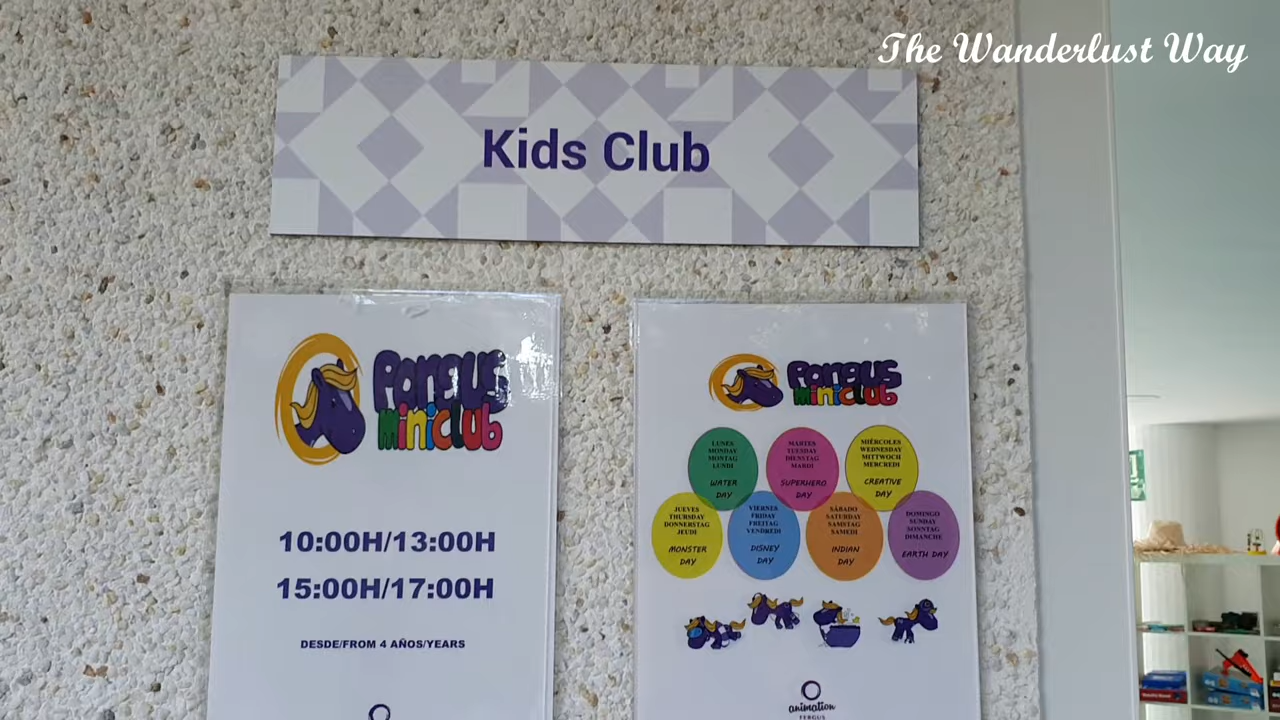 The Wanderlust Way
Kids Club
Fergus
miniclub
10:00H/13:00H
15:00H/17:00H
DESDE/FROM 4 AÑOS/YEARS
Fergus
miniclub
LUNES
MONDAY
MONTAG
LUNDI
WATER
DAY
MARTES
TUESDAY
DIENSTAG
MARDI
SUPERHERO
DAY
MIÉRCOLES
WEDNESDAY
MITTWOCH
MERCREDI
CREATIVE
DAY
JUEVES
THURSDAY
DONNERSTAG
JEUDI
MONSTER
DAY
VIERNES
FRIDAY
FREITAG
VENDREDI
DISNEY
DAY
SÁBADO
SATURDAY
SAMSTAG
SAMEDI
INDIAN
DAY
DOMINGO
SUNDAY
SONNTAG
DIMANCHE
EARTH DAY
animation
FERGUS